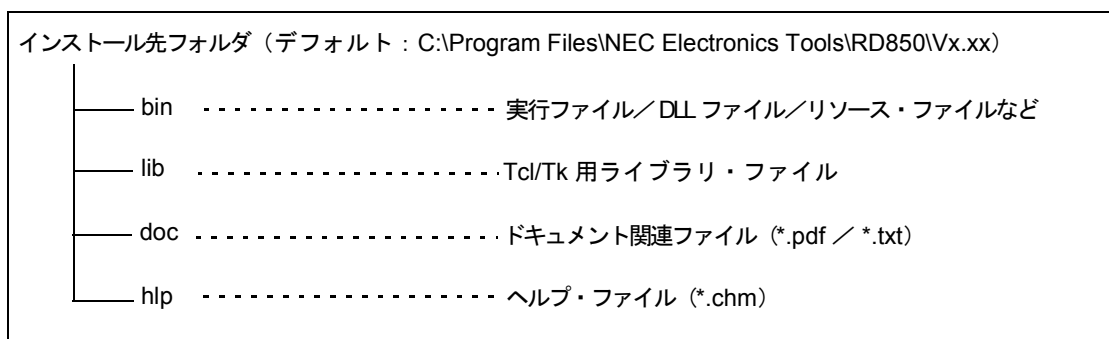 インストール先フォルダ（デフォルト：C:\Program Files\NEC Electronics Tools\RD850\Vx.xx）
bin 実行ファイル／DLL ファイル／リソース・ファイルなど
lib Tcl/Tk 用ライブラリ・ファイル
doc ドキュメント関連ファイル（*.pdf ／ *.txt）
hlp ヘルプ・ファイル（*.chm）